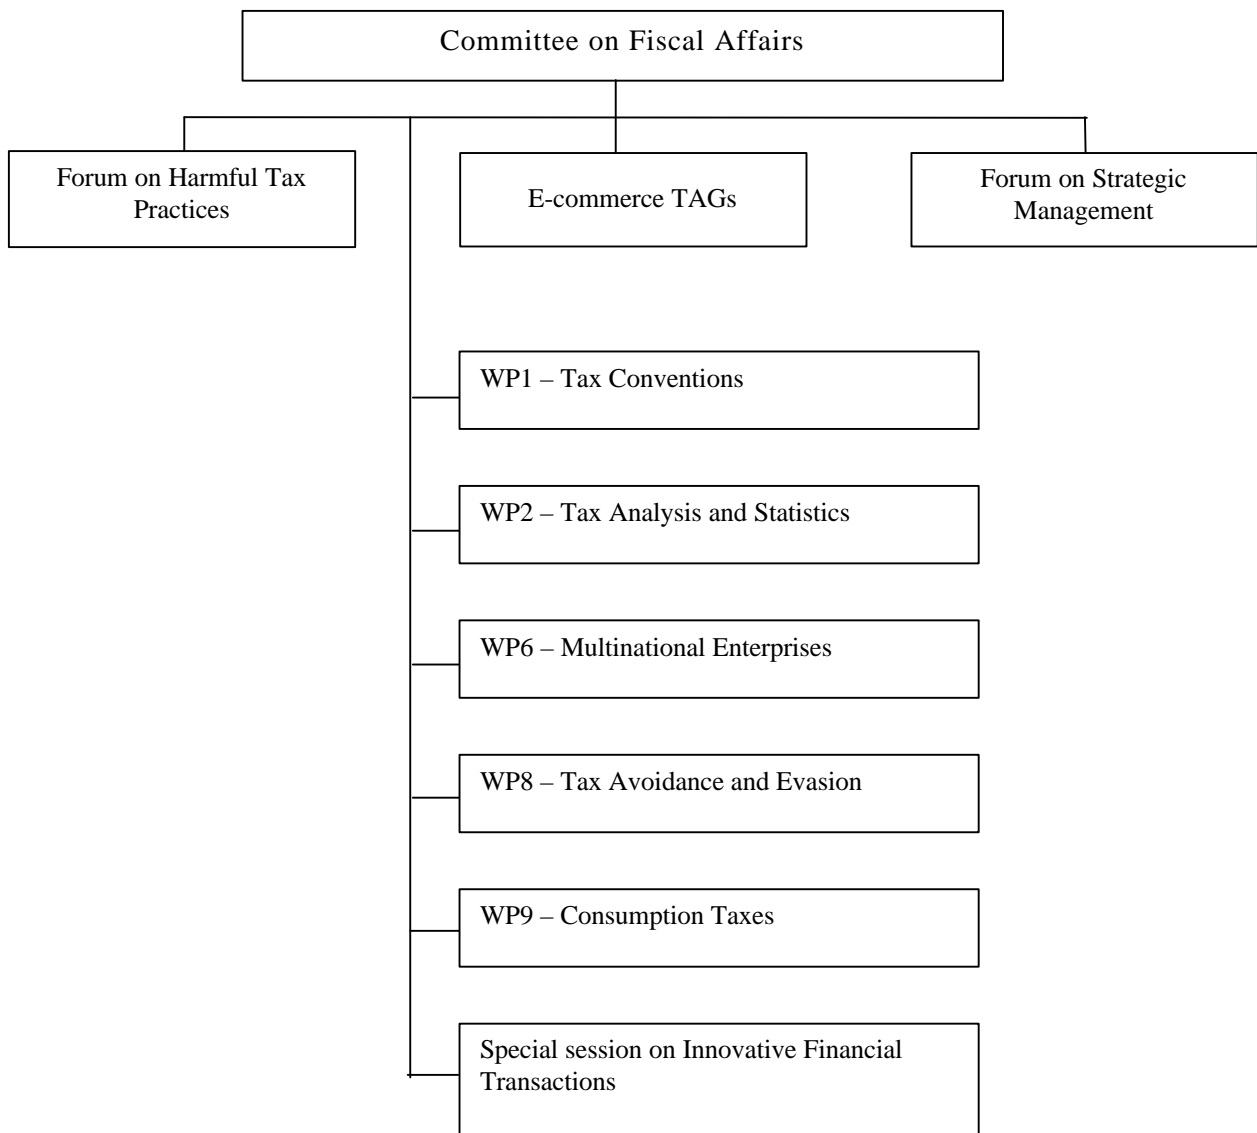 Committee on Fiscal Affairs
Forum on Harmful Tax
Practices
E-commerce TAGs
Forum on Strategic
Management
WP1 – Tax Conventions
WP2 – Tax Analysis and Statistics
WP6 – Multinational Enterprises
WP8 – Tax Avoidance and Evasion
WP9 – Consumption Taxes
Special session on Innovative Financial
Transactions